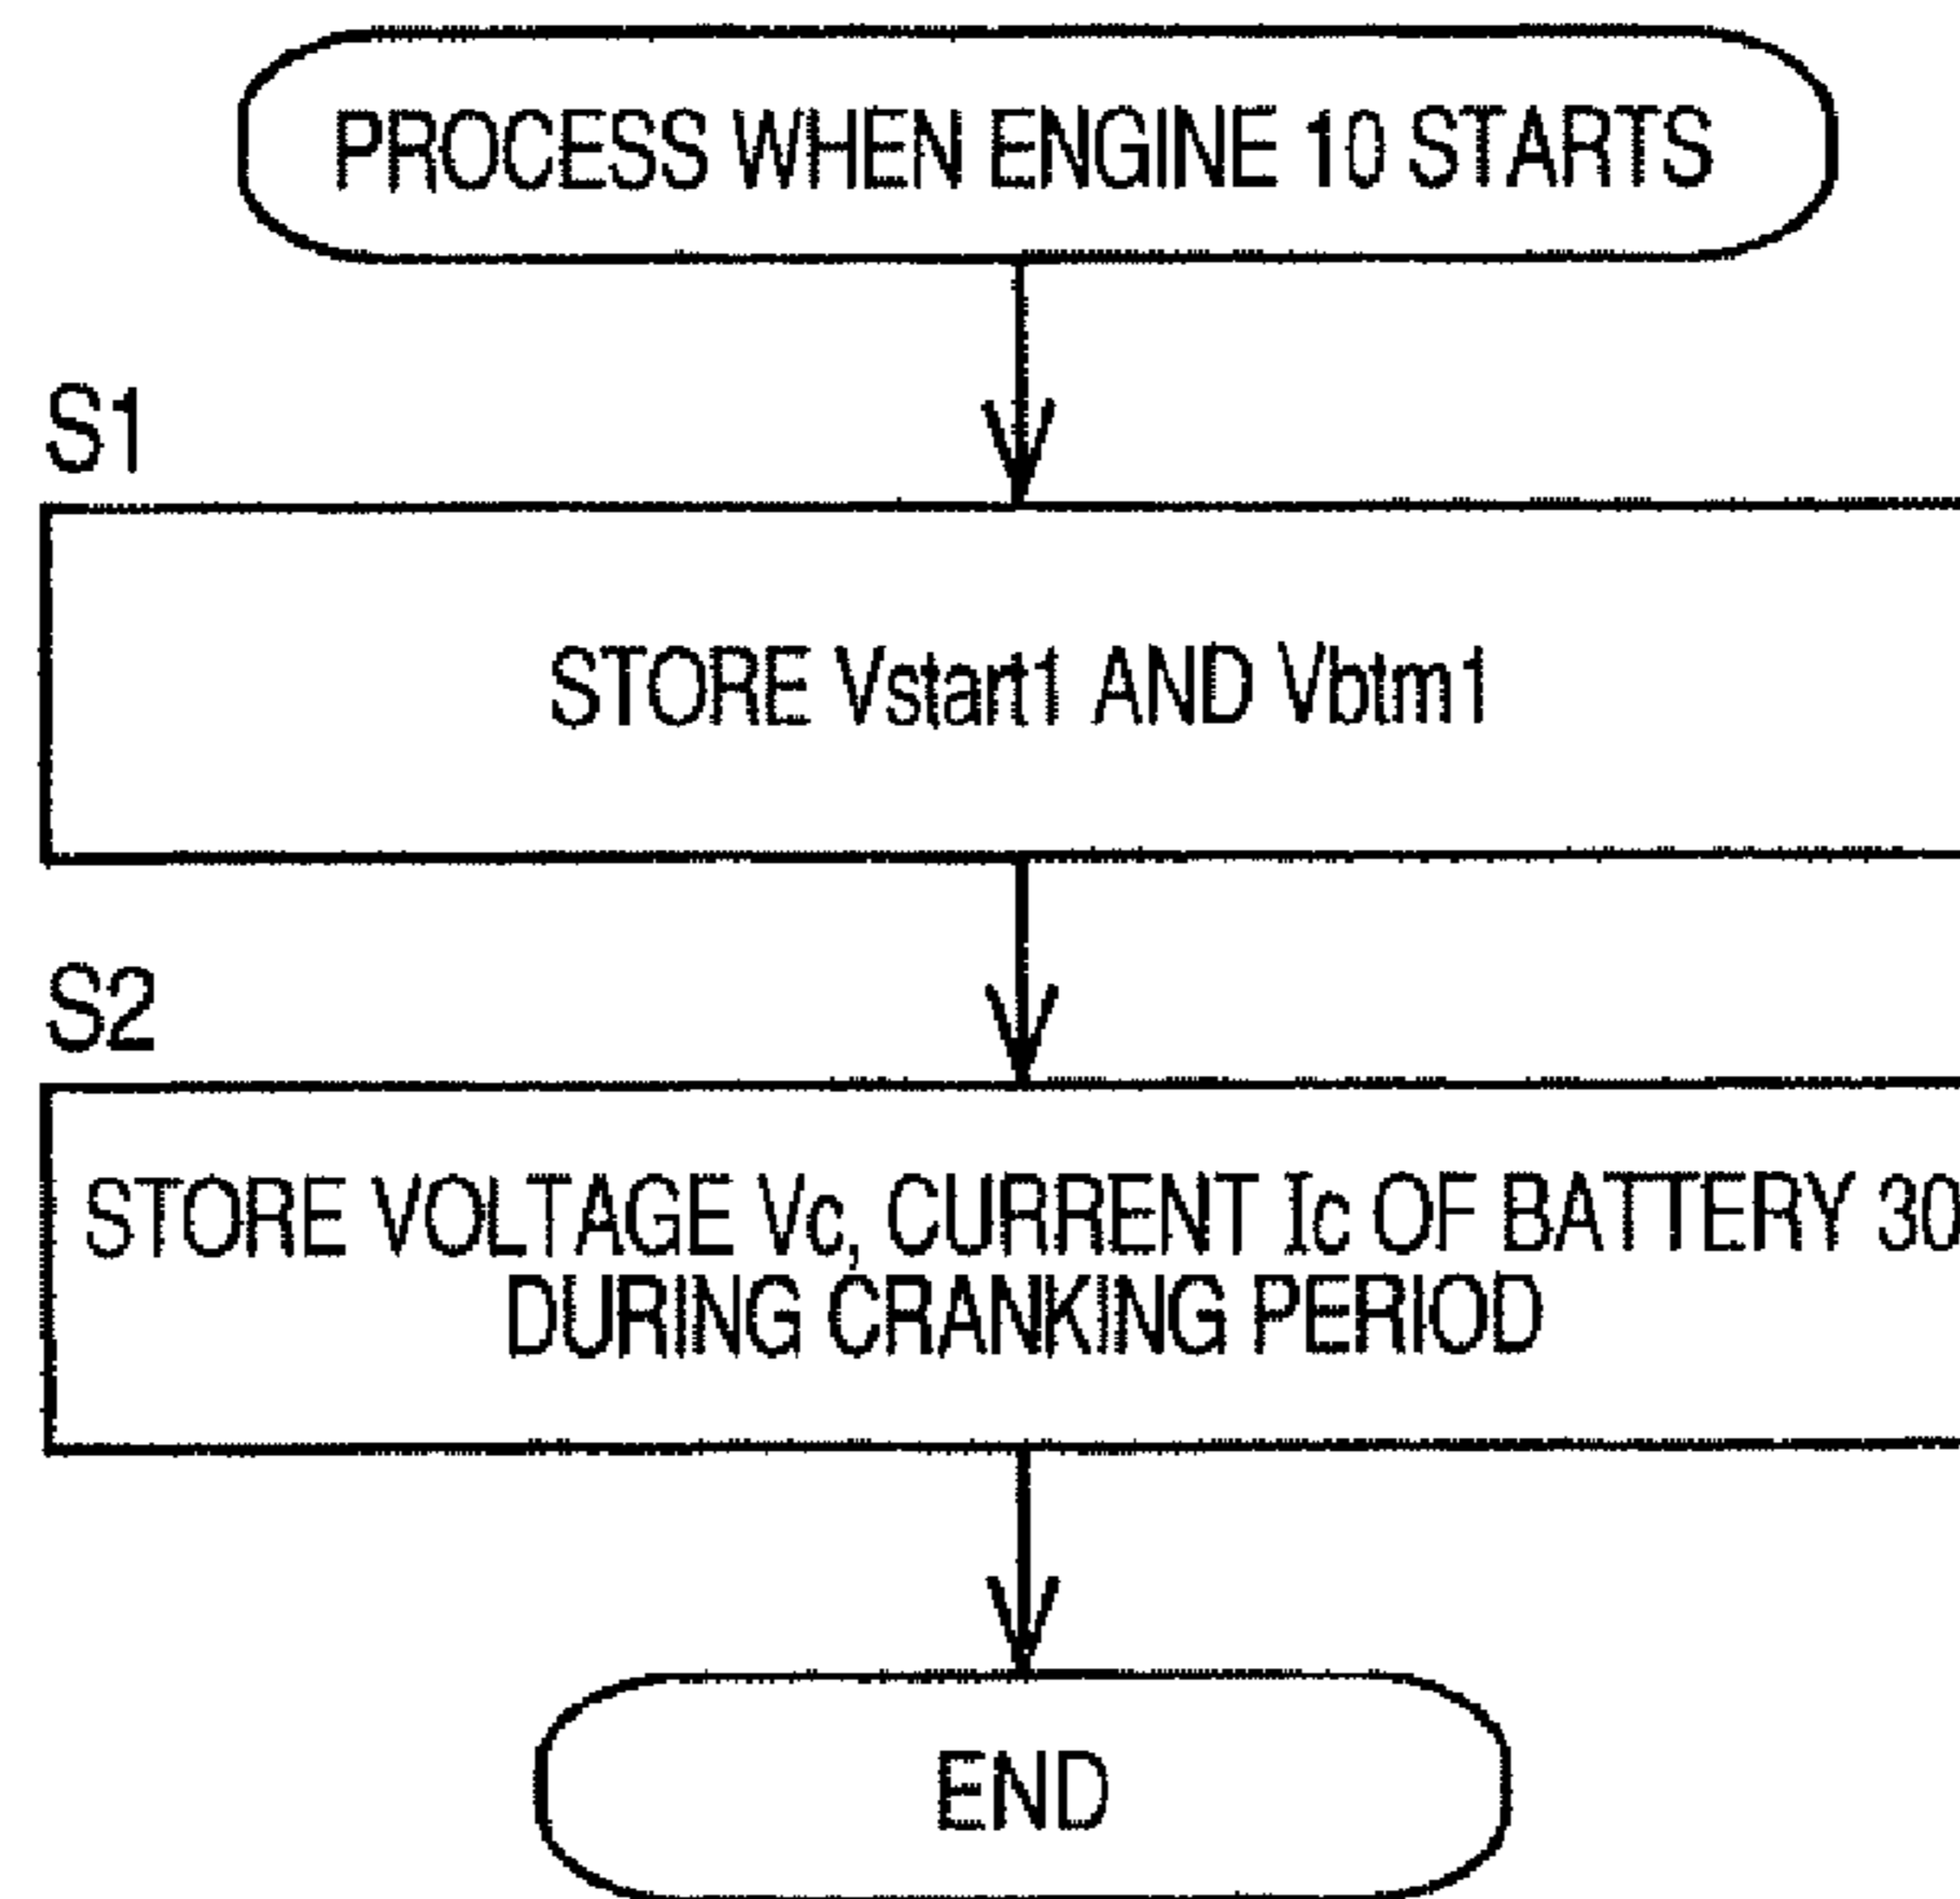 PROCESS WHEN ENGINE 10 STARTS
S1
STORE Vstart1 AND Vbtm1
S2
STORE VOLTAGE Vc, CURRENT Ic OF BATTERY 30
DURING CRANKING PERIOD
END